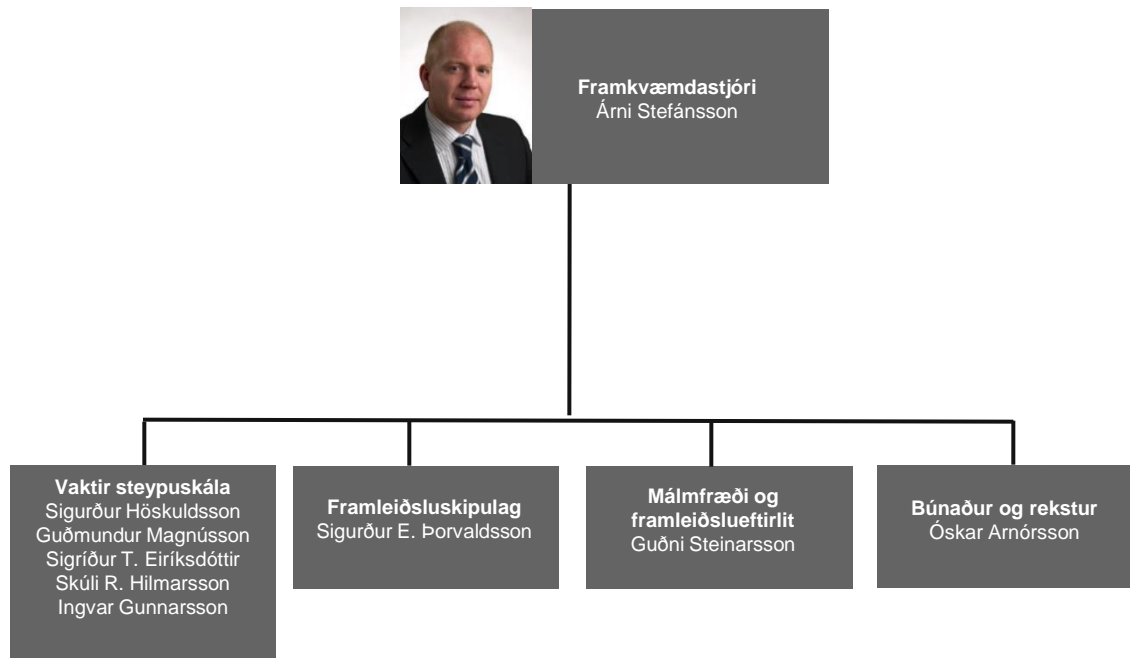 Framkvæmdastjóri
Árni Stefánsson
Vaktir steypuskála
Sigurður Höskuldsson
Guðmundur Magnússon
Sigríður T. Eiríksdóttir
Skúli R. Hilmarsson
Ingvar Gunnarsson
Framleiðsluskipulag
Sigurður E. Þorvaldsson
Málmfræði og
framleiðslueftirlit
Guðni Steinarsson
Búnaður og rekstur
Óskar Arnórsson